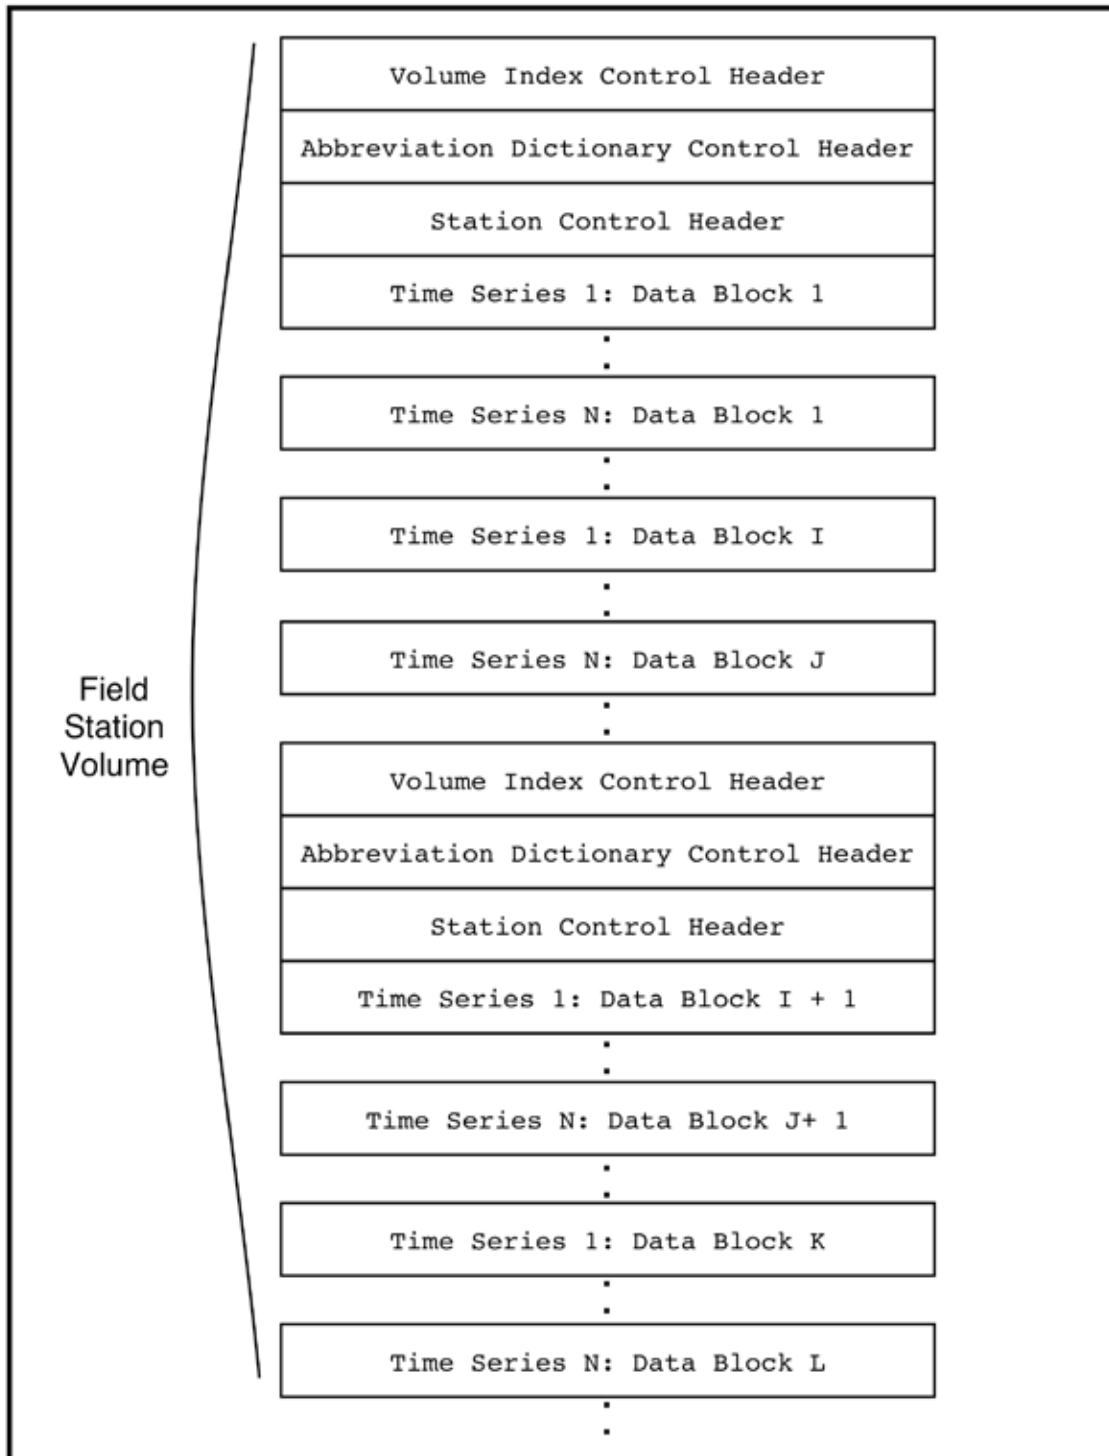 Volume Index Control Header
Abbreviation Dictionary Control Header
Station Control Header
Time Series 1: Data Block 1
Time Series N: Data Block 1
Time Series 1: Data Block I
Time Series N: Data Block J
Field
Station
Volume
Volume Index Control Header
Abbreviation Dictionary Control Header
Station Control Header
Time Series 1: Data Block I + 1
Time Series N: Data Block J+ 1
Time Series 1: Data Block K
Time Series N: Data Block L